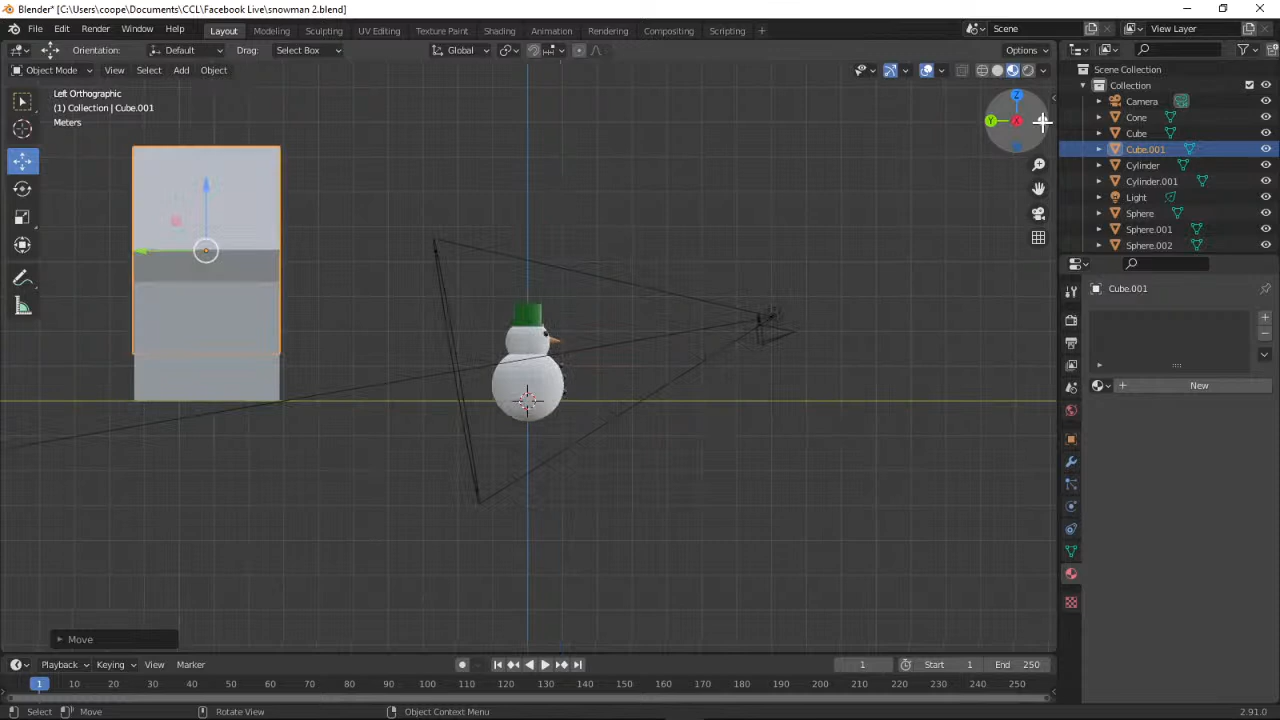 Blender* [C:\Users\coope\Documents\CCL\Facebook Live\snowman 2.blend]
File Edit Render Window Help Layout Modeling Sculpting UV Editing Texture Paint Shading Animation Rendering Compositing Scripting + Scene View Layer
Orientation: Default Drag: Select Box Global Options
Object Mode View Select Add Object
Left Orthographic
(1) Collection | Cube.001
Meters
Z
Y X
Scene Collection
Collection
Camera
Cone
Cube
Cube.001
Cylinder
Cylinder.001
Light
Sphere
Sphere.001
Sphere.002
Cube.001
New
Move
Playback Keying View Marker 1 Start 1 End 250
1 10 20 30 40 50 60 70 80 90 100 110 120 130 140 150 160 170 180 190 200 210 220 230 240 250
Select Move Rotate View Object Context Menu 2.91.0